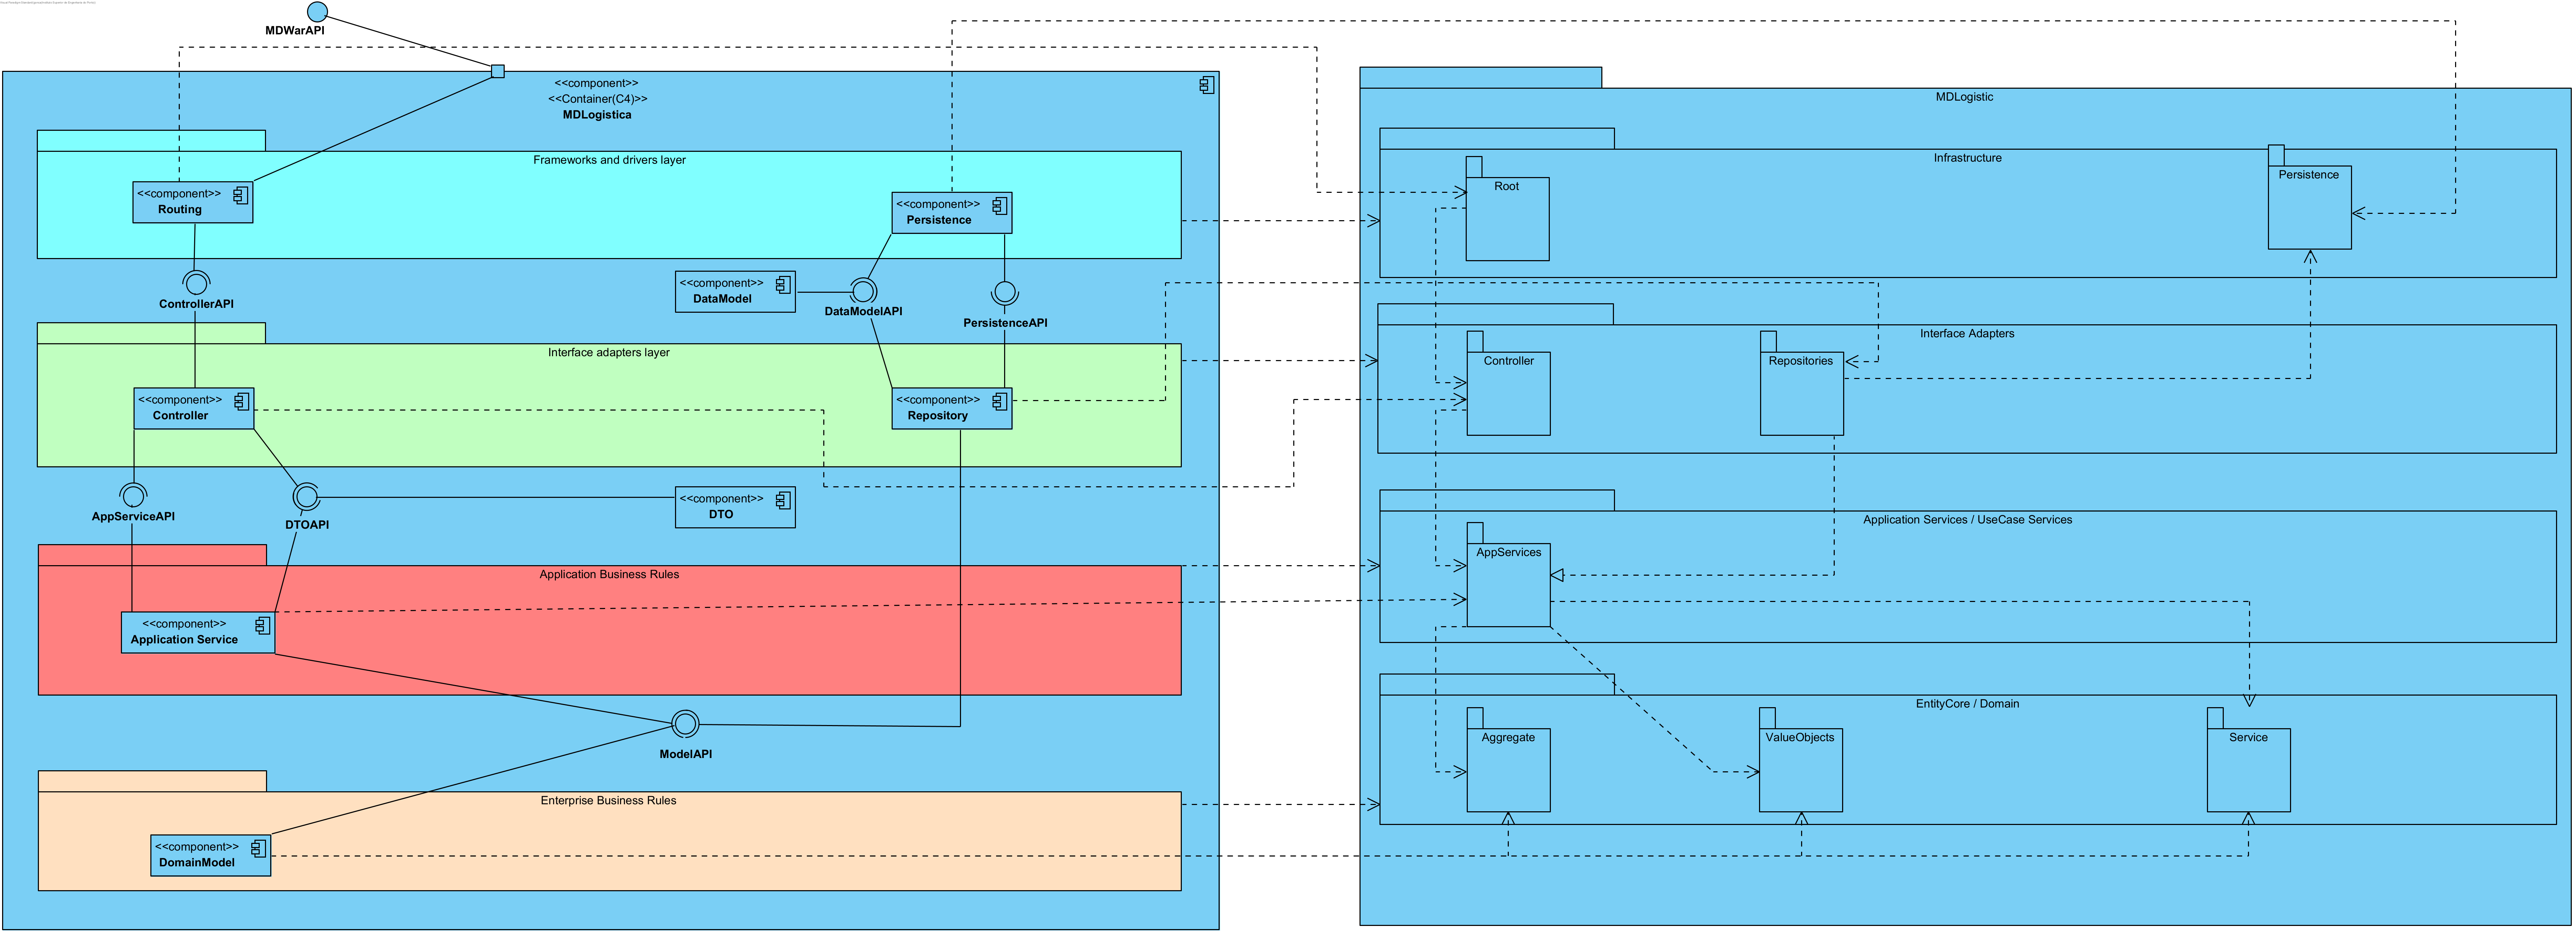 MDWarAPI
<<component>>
<<Container(C4)>>
MDLogistica
Frameworks and drivers layer
<<component>>
Routing
<<component>>
Persistence
ControllerAPI
<<component>>
DataModel
DataModelAPI
PersistenceAPI
Interface adapters layer
<<component>>
Controller
<<component>>
Repository
AppServiceAPI
DTOAPI
<<component>>
DTO
Application Business Rules
<<component>>
Application Service
ModelAPI
Enterprise Business Rules
<<component>>
DomainModel
MDLogistic
Infrastructure
Root
Persistence
Interface Adapters
Controller
Repositories
Application Services / UseCase Services
AppServices
EntityCore / Domain
Aggregate
ValueObjects
Service